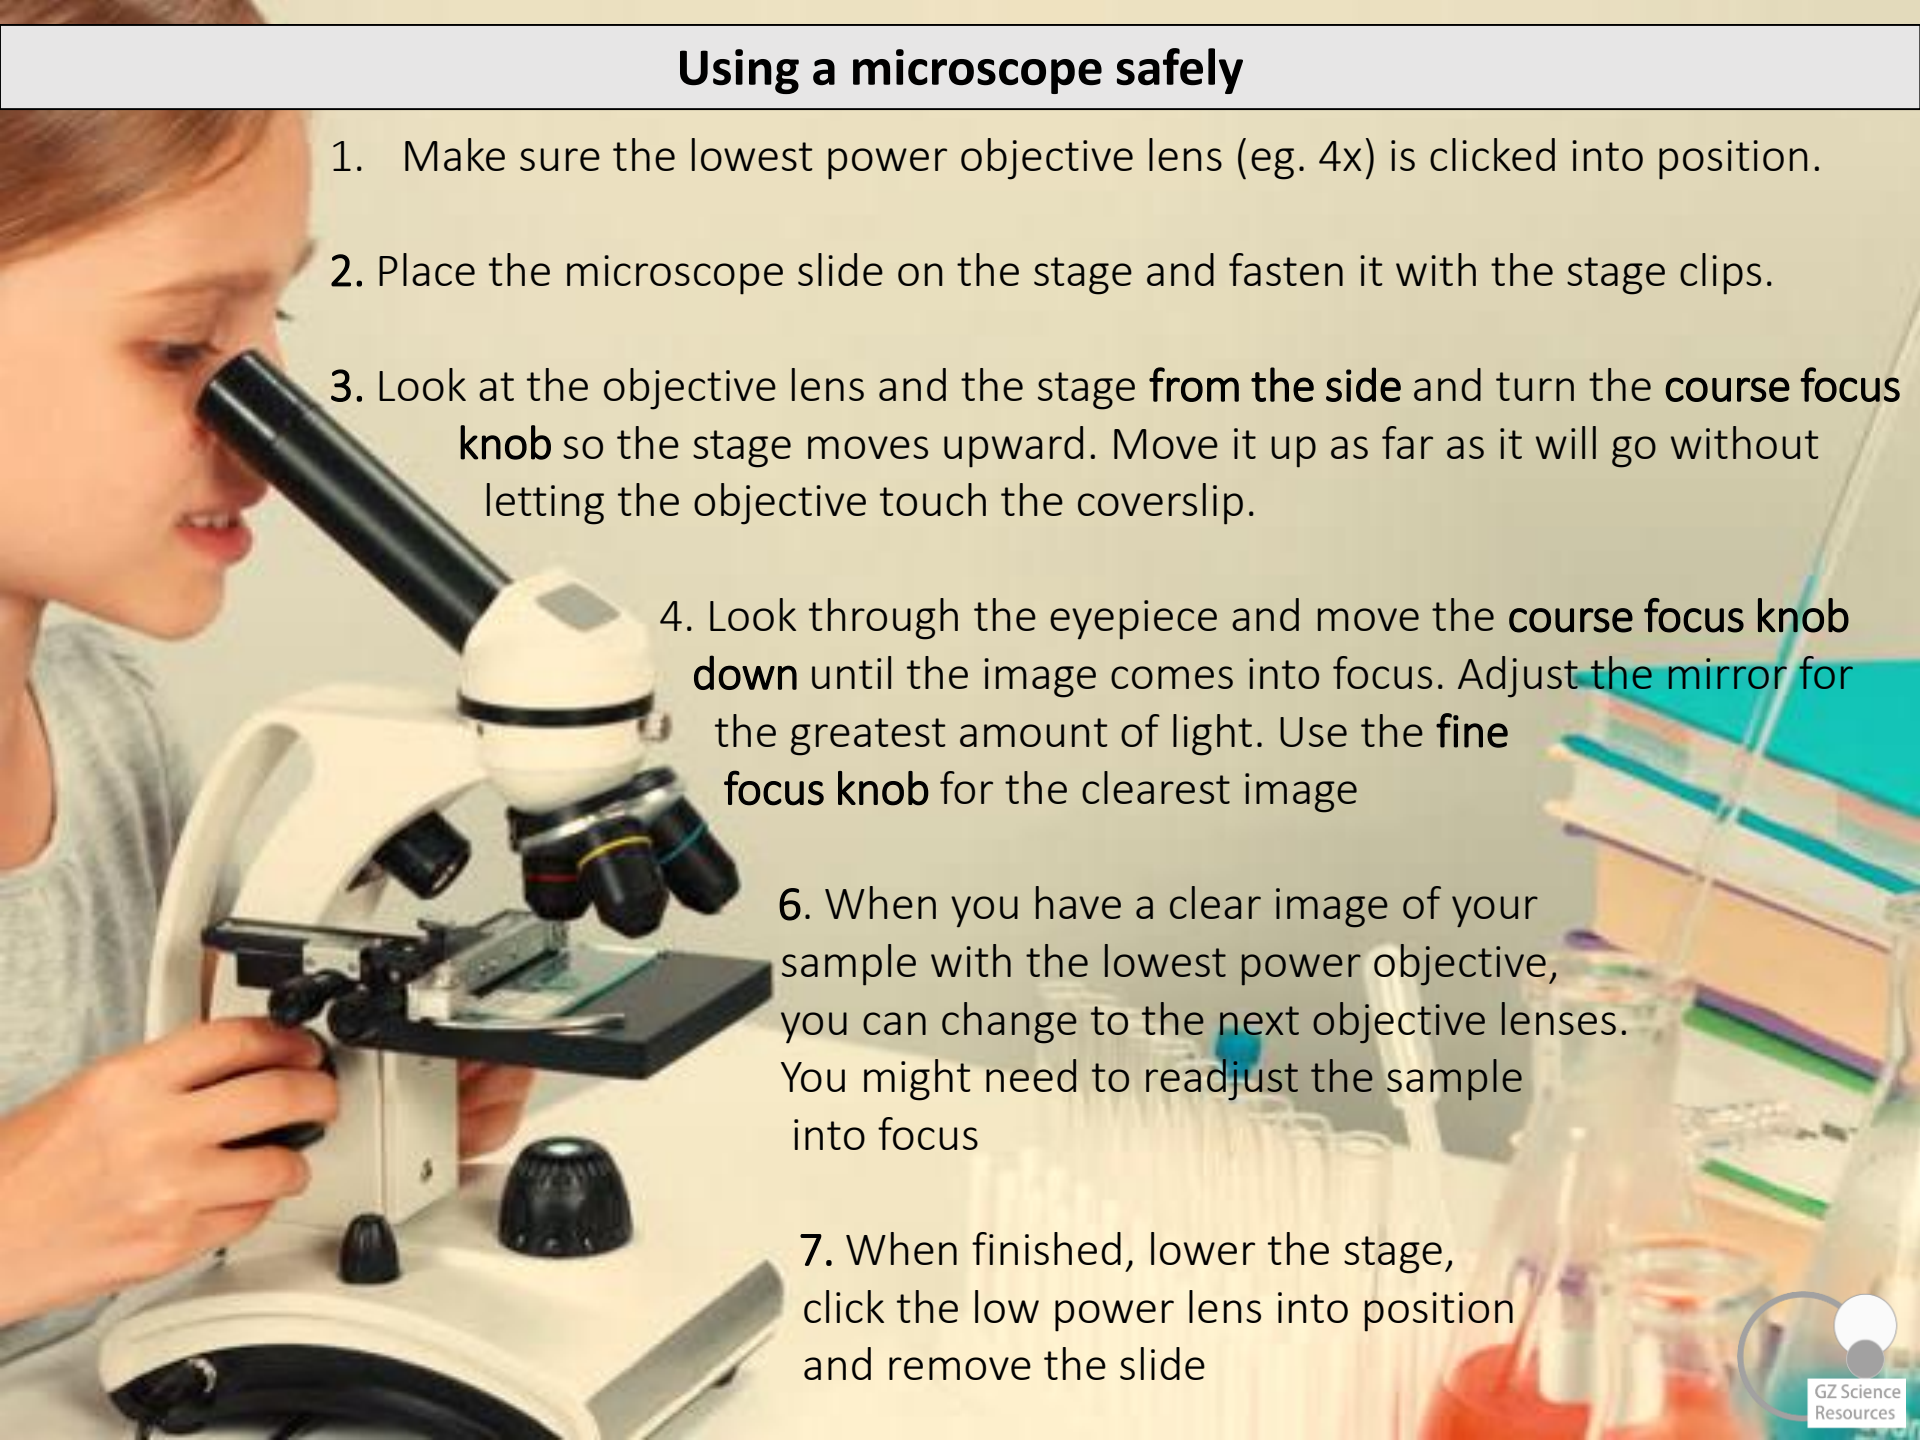 Using a microscope safely
1. Make sure the lowest power objective lens (eg. 4x) is clicked into position.
2. Place the microscope slide on the stage and fasten it with the stage clips.
3. Look at the objective lens and the stage from the side and turn the course focus
knob so the stage moves upward. Move it up as far as it will go without
letting the objective touch the coverslip.
4. Look through the eyepiece and move the course focus knob
down until the image comes into focus. Adjust the mirror for
the greatest amount of light. Use the fine
focus knob for the clearest image
6. When you have a clear image of your
sample with the lowest power objective,
you can change to the next objective lenses.
You might need to readjust the sample
into focus
7. When finished, lower the stage,
click the low power lens into position
and remove the slide
GZ Science
Resources